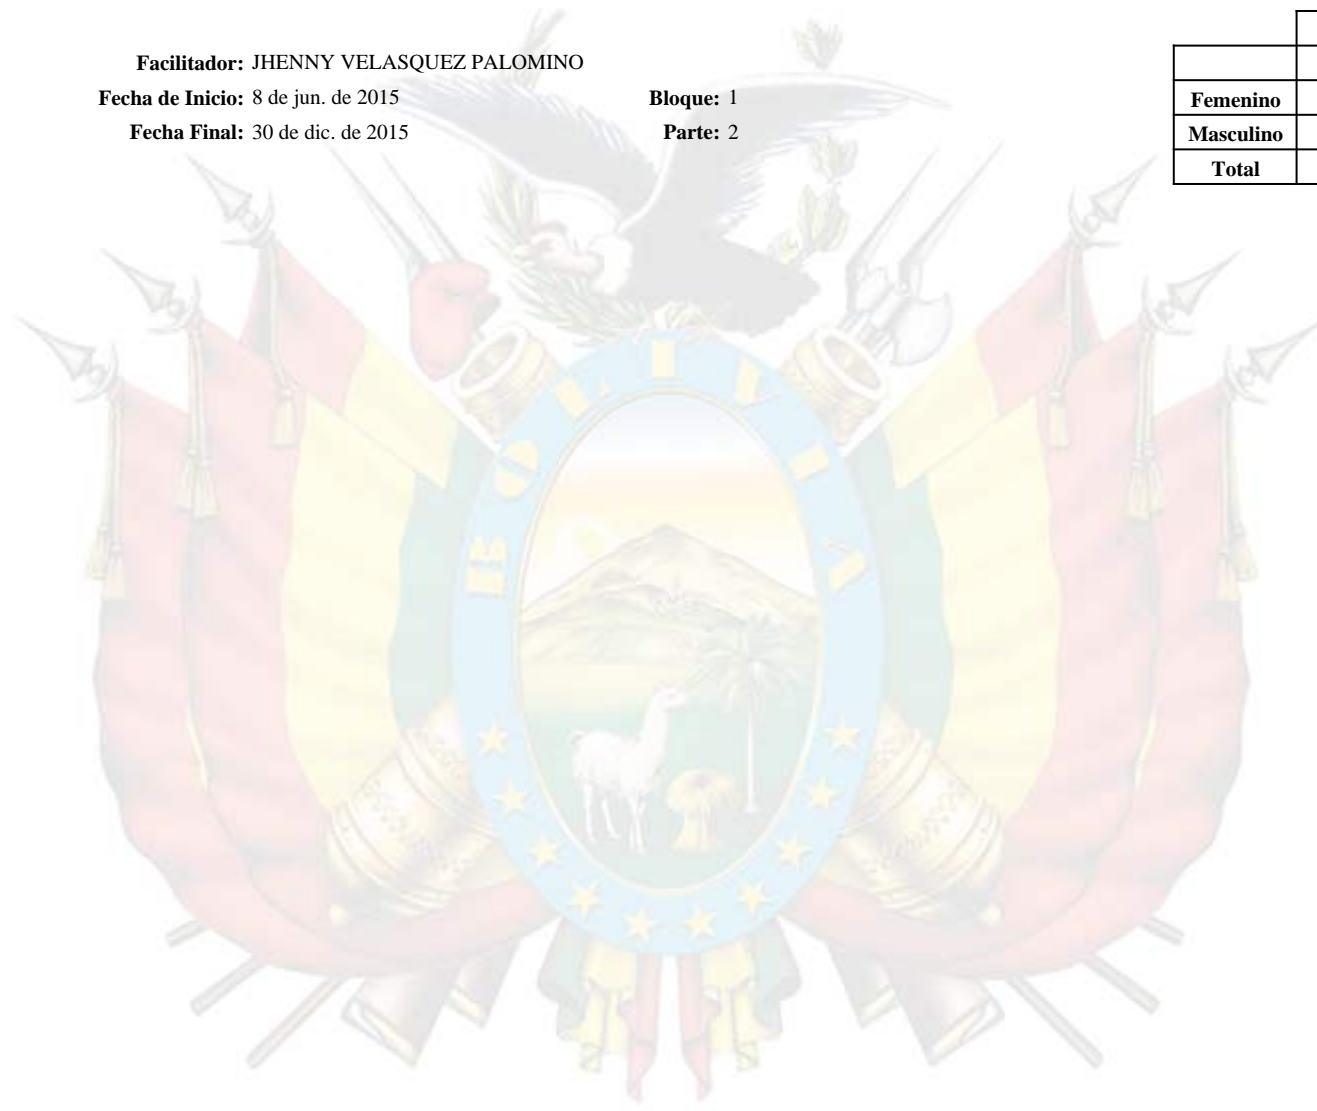 Facilitador: JHENNY VELASQUEZ PALOMINO
Fecha de Inicio: 8 de jun. de 2015 Bloque: 1
Fecha Final: 30 de dic. de 2015 Parte: 2
Femenino
Masculino
Total
BOLIVIA